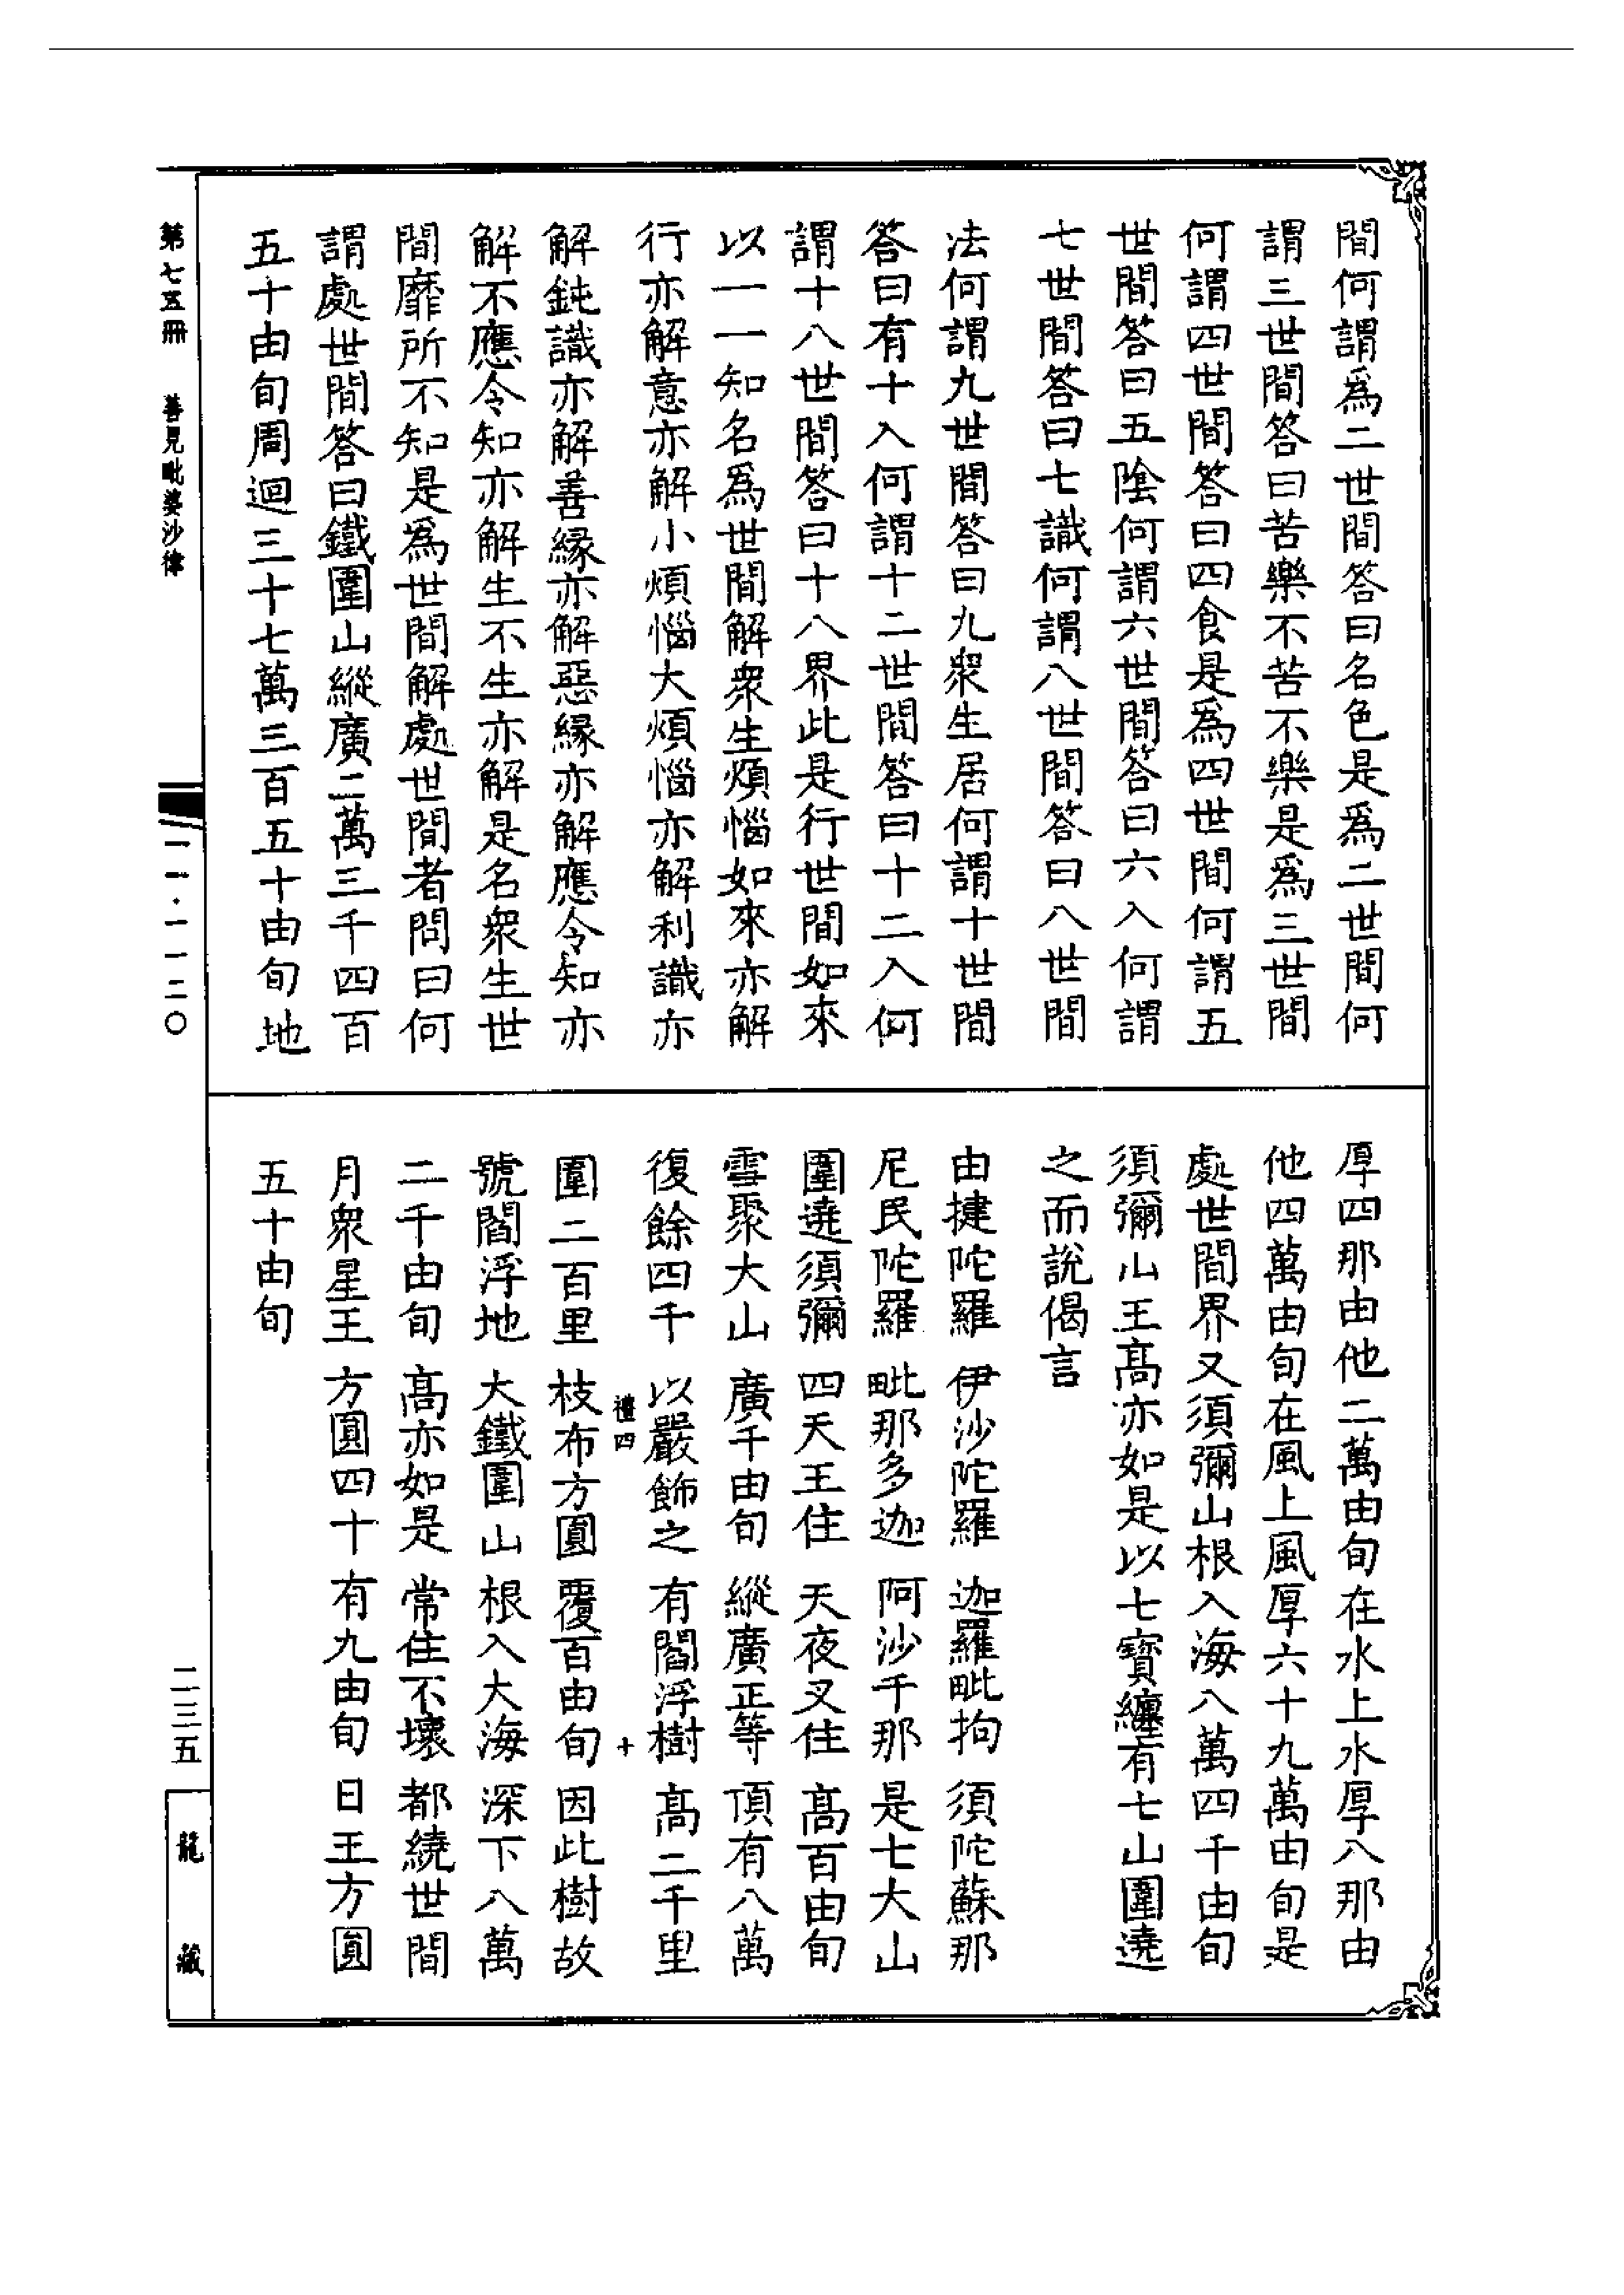 間何謂爲二世間答曰名色是爲二世間何
謂三世間答曰苦樂不苦不樂是爲三世間
何謂四世間答曰四食是爲四世間何謂五
世間答曰五陰何謂六世間答曰六入何謂
七世間答曰七識何謂八世間答曰八世間
法何謂九世間答曰九衆生居何謂十世間
答曰有十入何謂十二世間答曰十二入何
謂十八世間答曰十八界此是行世間如來
以一一知名爲世間解衆生煩惱如來亦解
行亦解意亦解小煩惱大煩惱亦解利識亦
解鈍識亦解善緣亦解惡緣亦解應令知亦
解不應令知亦解生不生亦解是名衆生世
間靡所不知是爲世間解處世間者問曰何
謂處世間答曰鐵圍山縱廣二萬三千四百
五十由旬周迴三十七萬三百五十由旬地
厚四那由他二萬由旬在水上水厚八那由
他四萬由旬在風上風厚六十九萬由旬是
處世間界又須彌山根入海八萬四千由旬
須彌山王髙亦如是以七寶纏有七山圍遶
之而說偈言
由揵陀羅 伊沙陀羅 迦羅毗拘 須陀蘇那
尼民陀羅 毗那多迦 阿沙千那 是七大山
圍遶須彌 四天王住 天夜叉住 髙百由旬
雪聚大山 廣千由旬 縱廣正等 頂有八萬
復餘四千 以嚴飾之 有閻浮樹 髙二千里
禮四 十
圍二百里 枝布方圓 覆百由旬 因此樹故
號閻浮地 大鐵圍山 根入大海 深下八萬
二千由旬 髙亦如是 常住不壞 都繞世間
月衆星王 方圓四十 有九由旬 日王方圓
五十由旬
第七五冊 善見毗婆沙律 一一·一一二〇 二三五 龍藏